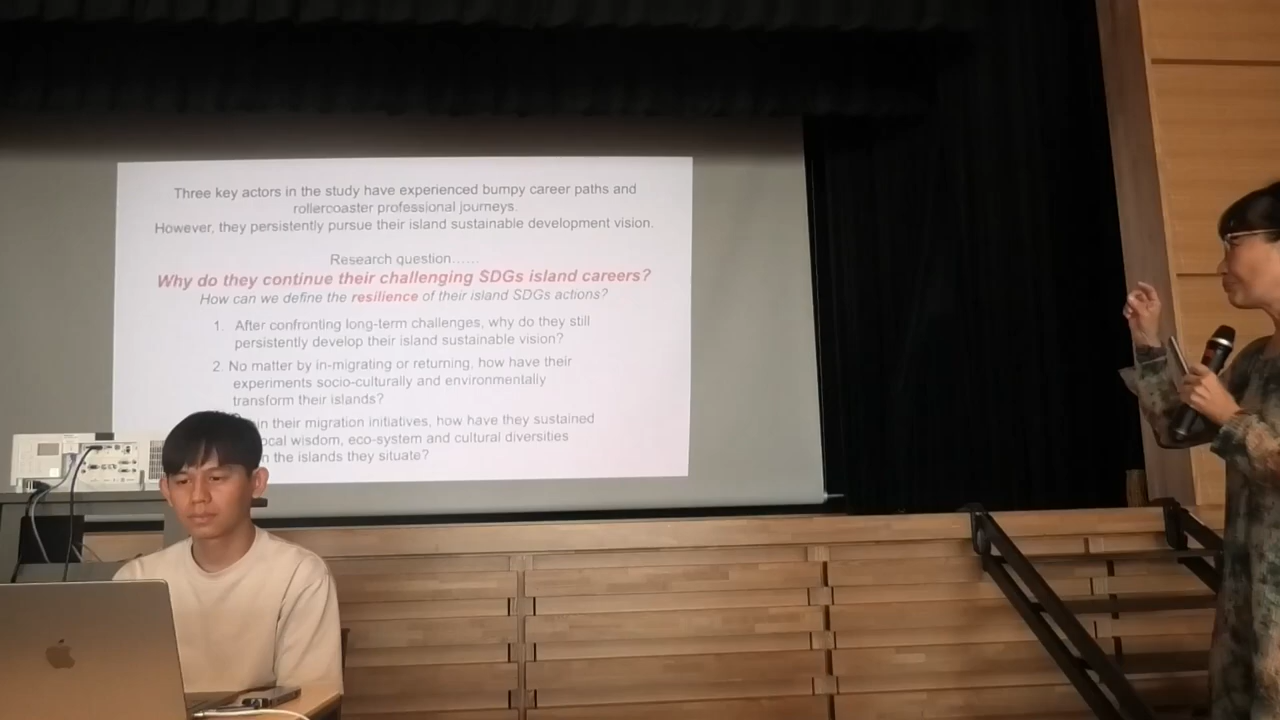 Three key actors in the study have experienced bumpy career paths and
rollercoaster professional journeys.
However, they persistently pursue their island sustainable development vision.
Research question……
Why do they continue their challenging SDGs island careers?
How can we define the resilience of their island SDGs actions?
1. After confronting long-term challenges, why do they still
persistently develop their island sustainable vision?
2. No matter by in-migrating or returning, how have their
experiments socio-culturally and environmentally
transform their islands?
in their migration initiatives, how have they sustained
wisdom, eco-system and cultural diversities
the islands they situate?